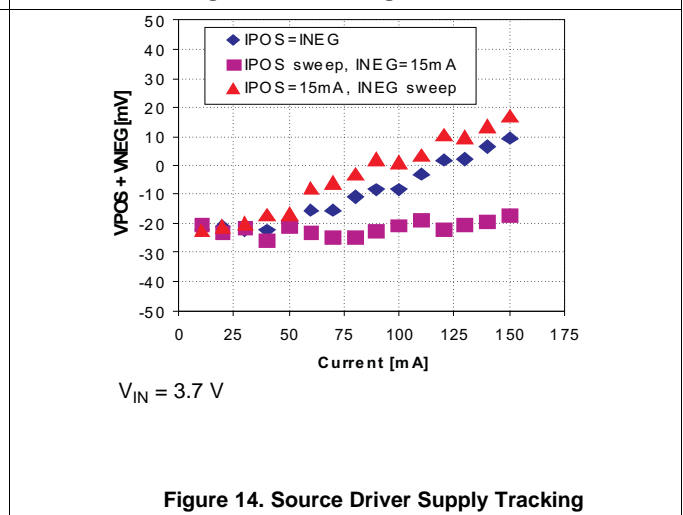 50
40
30
20
10
0
-10
-20
-30
-40
-50
VPOS + VNEG [mV]
IPOS=INEG
IPOS sweep, INEG=15mA
IPOS=15mA, INEG sweep
0 25 50 75 100 125 150 175
Current [mA]
VIN = 3.7 V
Figure 14. Source Driver Supply Tracking